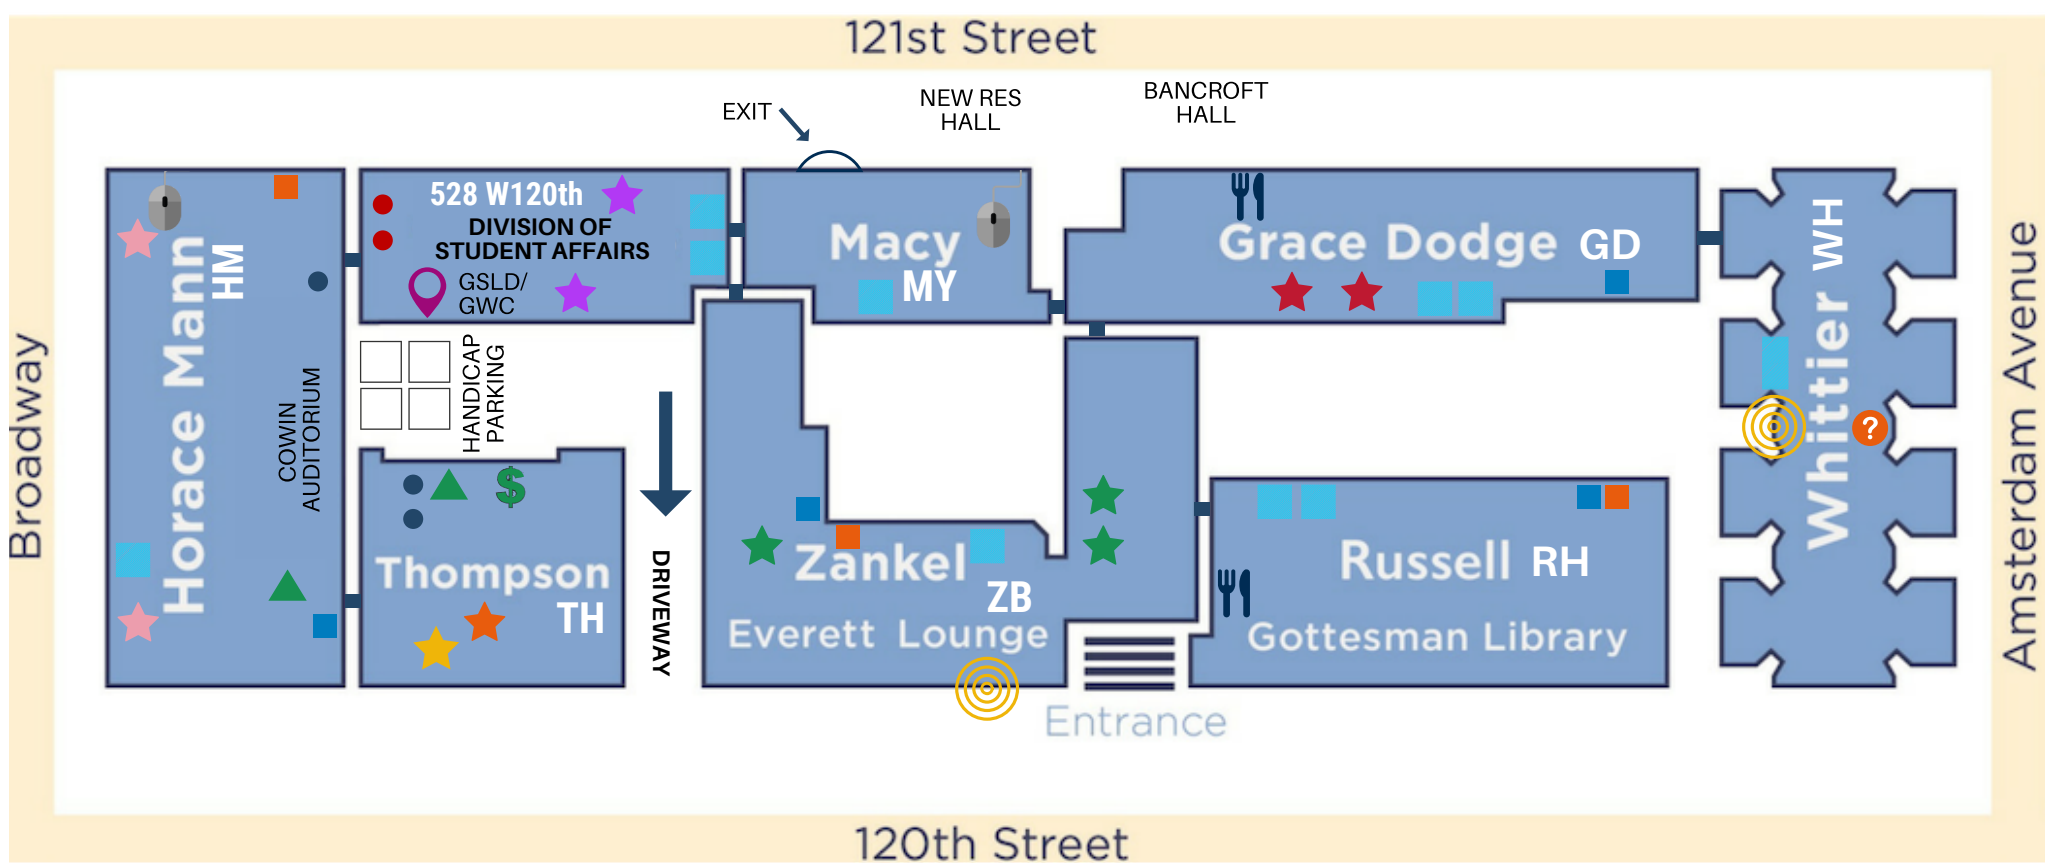 121st Street
EXIT
NEW RES
HALL
BANCROFT
HALL
Broadway
Horace Mann
HM
COWIN
AUDITORIUM
528 W120th
DIVISION OF
STUDENT AFFAIRS
GSLD/
GWC
HANDICAP
PARKING
$
Thompson
TH
DRIVEWAY
Macy
MY
Grace Dodge GD
Zankel
ZB
Everett Lounge
Russell RH
Gottesman Library
Entrance
Whittier WH
?
Amsterdam Avenue
120th Street